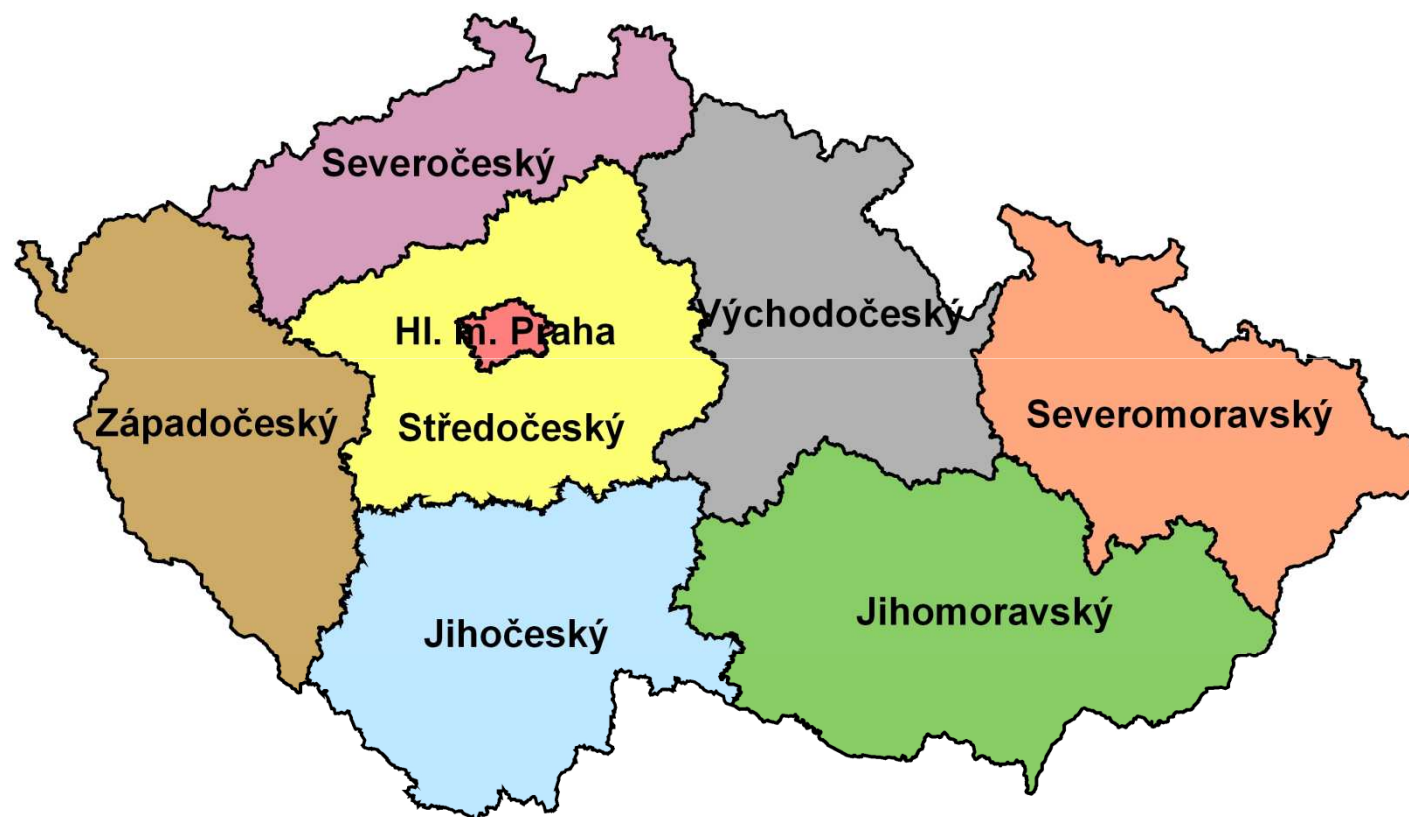 Severočeský
Východočeský
Hl. m. Praha
Západočeský
Středočeský
Severomoravský
Jihomoravský
Jihočeský